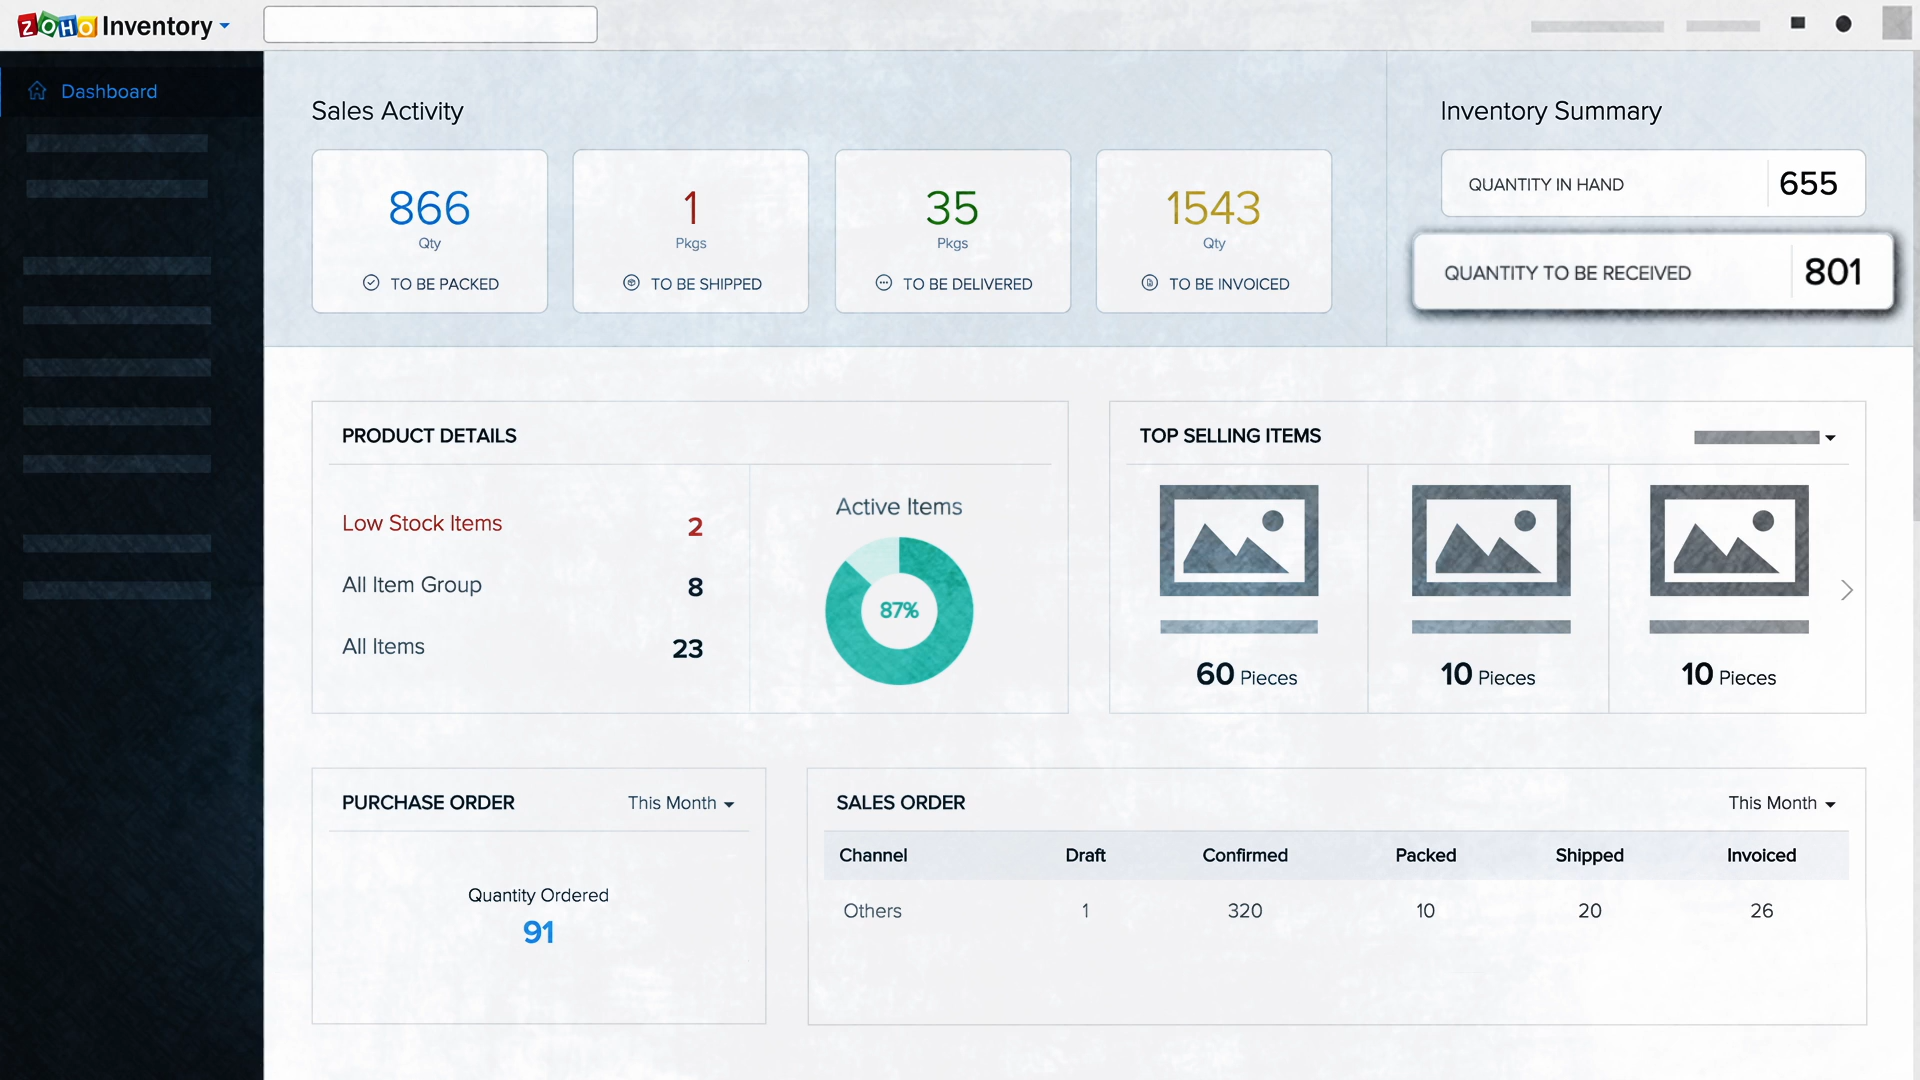 ZOHO Inventory
Dashboard
Sales Activity
866
Qty
TO BE PACKED
1
Pkgs
TO BE SHIPPED
35
Pkgs
TO BE DELIVERED
1543
Qty
TO BE INVOICED
Inventory Summary
QUANTITY IN HAND 655
QUANTITY TO BE RECEIVED 801
PRODUCT DETAILS
Low Stock Items 2
All Item Group 8
All Items 23
Active Items
87%
TOP SELLING ITEMS
60 Pieces
10 Pieces
10 Pieces
PURCHASE ORDER This Month
Quantity Ordered
91
SALES ORDER This Month
Channel Draft Confirmed Packed Shipped Invoiced
Others 1 320 10 20 26